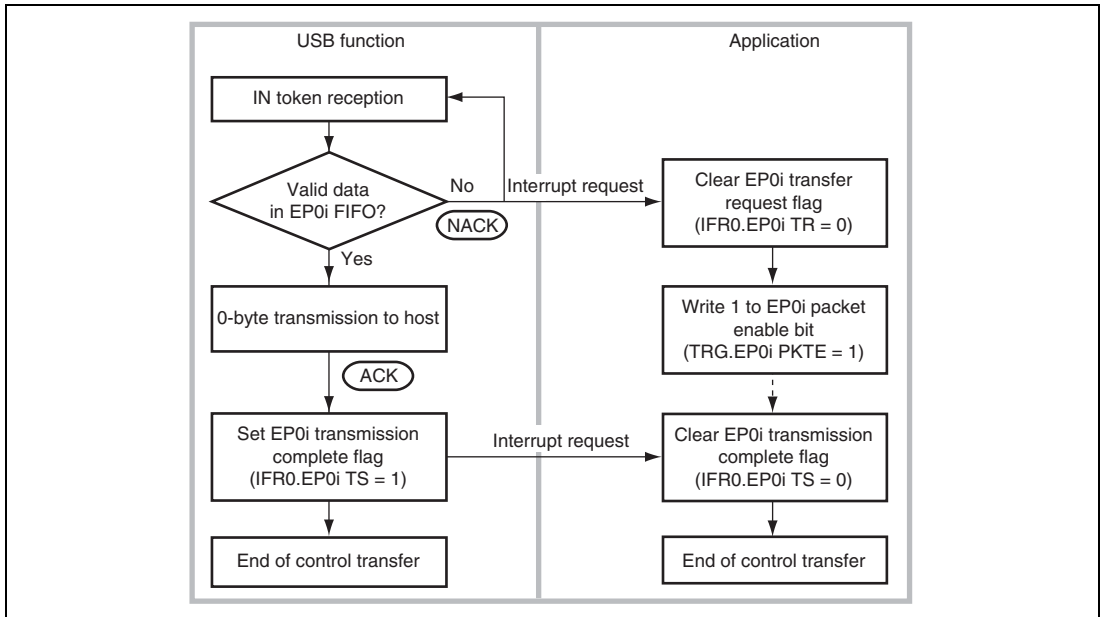 USB function
Application
IN token reception
Valid data
in EP0i FIFO?
No
NACK
Interrupt request
Clear EP0i transfer
request flag
(IFR0.EP0i TR = 0)
Yes
0-byte transmission to host
Write 1 to EP0i packet
enable bit
(TRG.EP0i PKTE = 1)
ACK
Set EP0i transmission
complete flag
(IFR0.EP0i TS = 1)
Interrupt request
Clear EP0i transmission
complete flag
(IFR0.EP0i TS = 0)
End of control transfer
End of control transfer